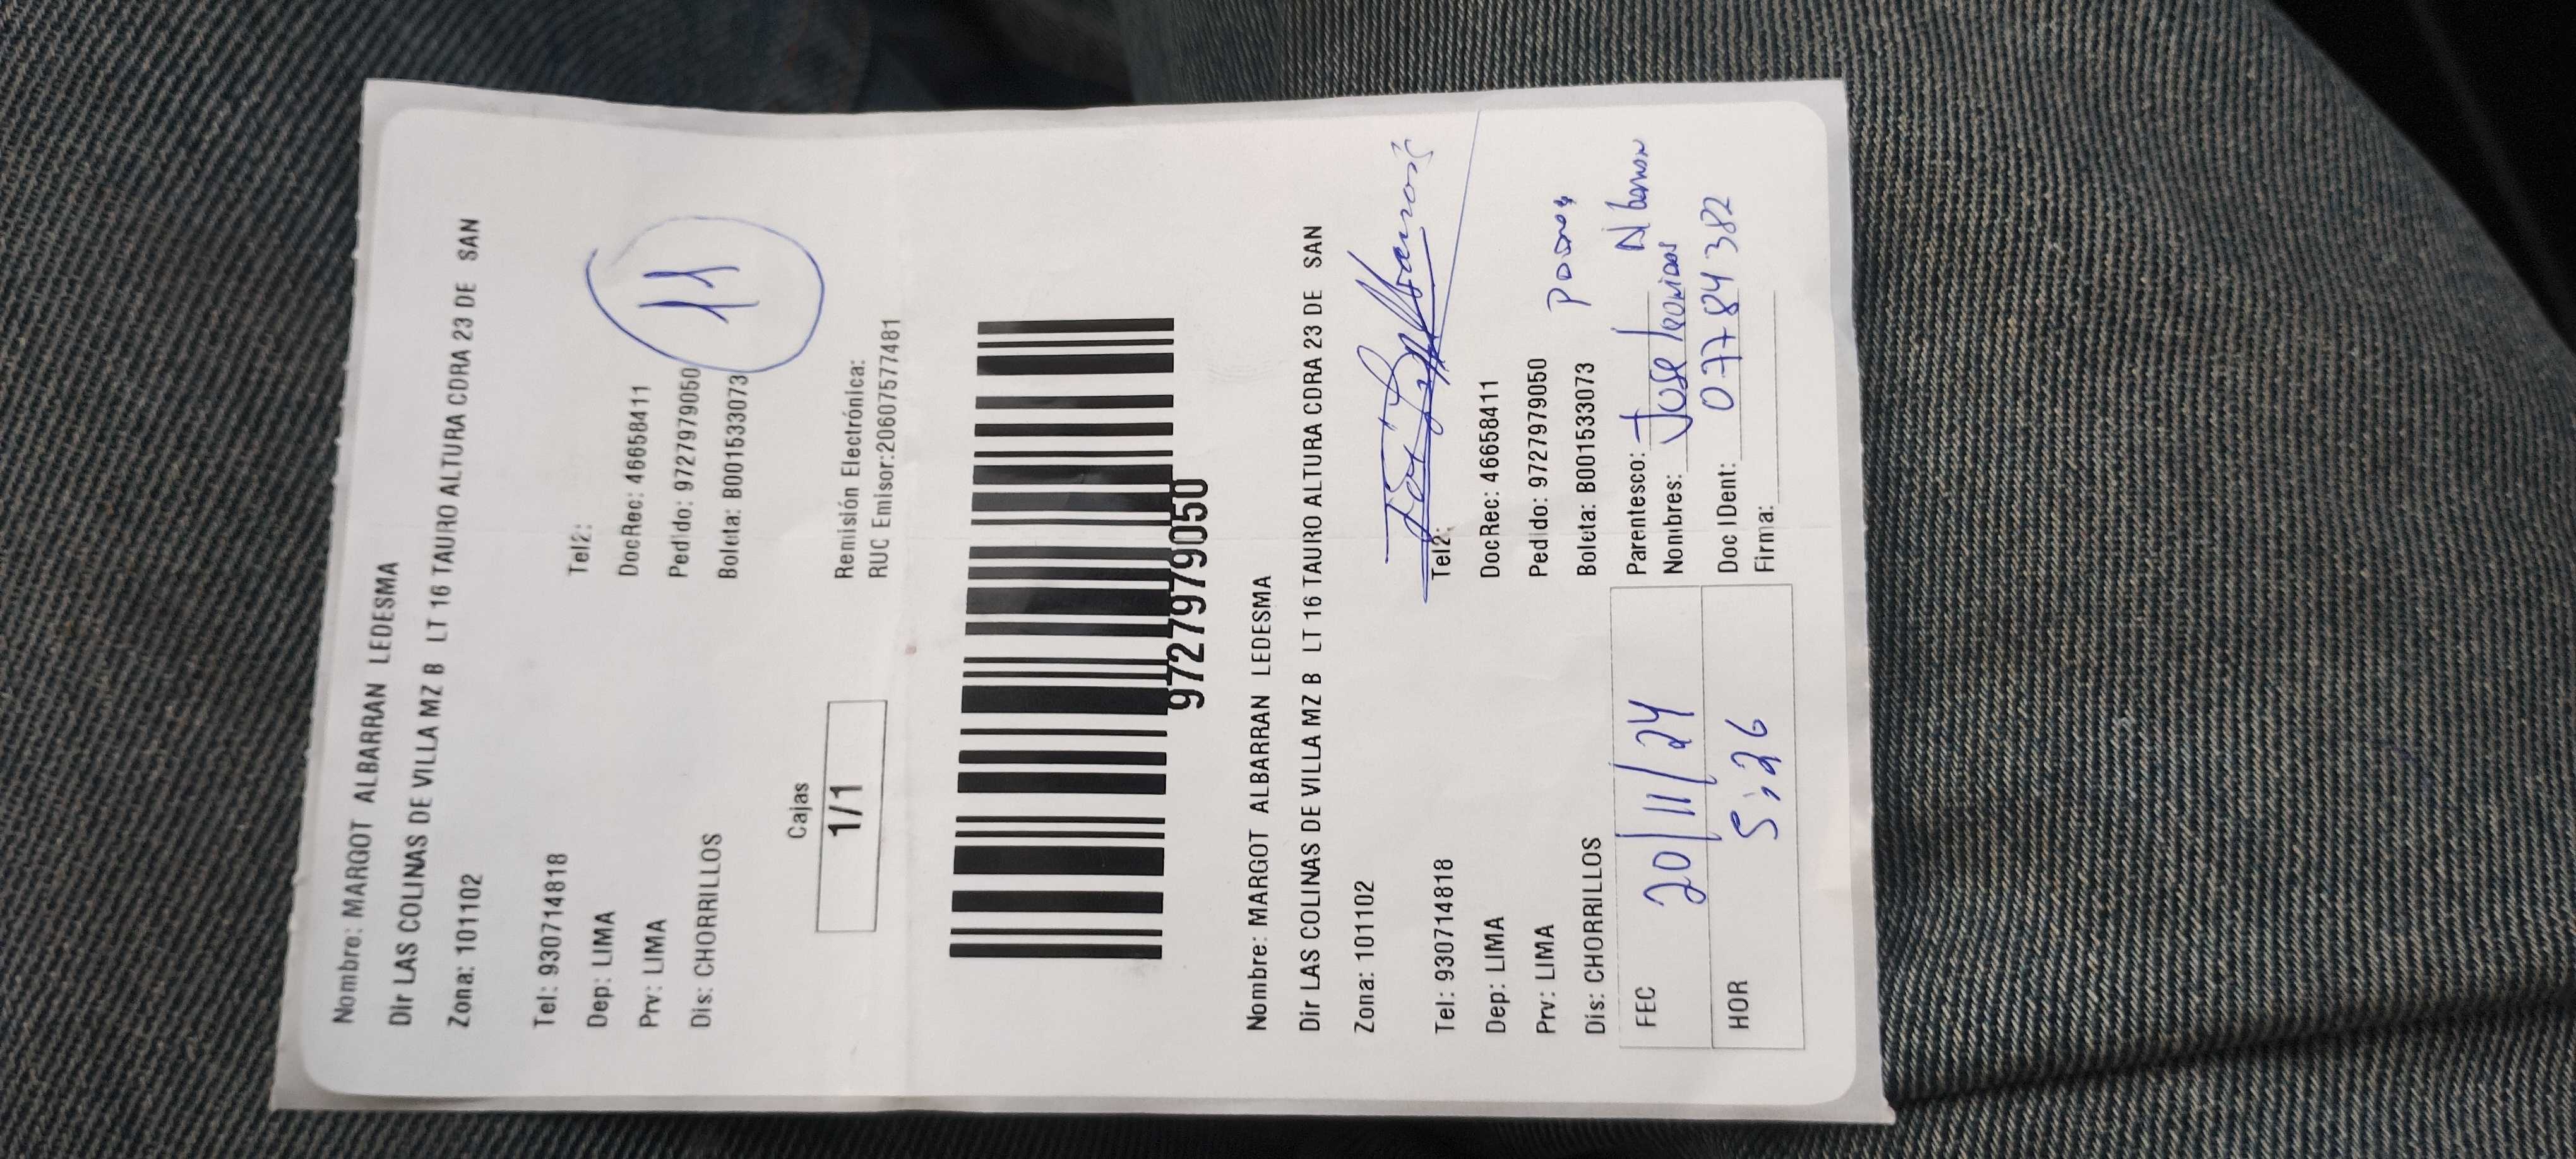 Nombre: MARGOT ALBARRAN LEDESMA
Dir LAS COLINAS DE VILLA MZ B LT 16 TAURO ALTURA CDRA 23 DE SAN
Zona: 101102
Tel: 930714818 Tel2:
Dep: LIMA DocRec: 46658411
Prv: LIMA Pedido: 9727979050
Dis: CHORRILLOS Boleta: B001533073
11
Cajas
1/1
Remisión Electrónica:
RUC Emisor:20607577481
9727979050
Nombre: MARGOT ALBARRAN LEDESMA
Dir LAS COLINAS DE VILLA MZ B LT 16 TAURO ALTURA CDRA 23 DE SAN
Zona: 101102
Tel: 930714818 Tel2:
Dep: LIMA DocRec: 46658411
Prv: LIMA Pedido: 9727979050
Dis: CHORRILLOS Boleta: B001533073
FEC 20/11/24
HOR 5:26
Parentesco:
Nombres: Jose
Doc IDent: 07784382
Firma: